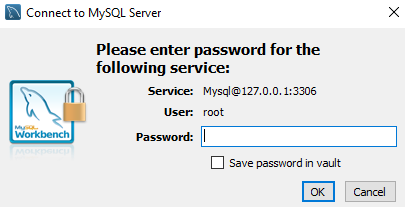 Connect to MySQL Server
Please enter password for the
following service:
Service: Mysql@127.0.0.1:3306
User: root
Password:
MySQL
Workbench
Save password in vault
OK Cancel